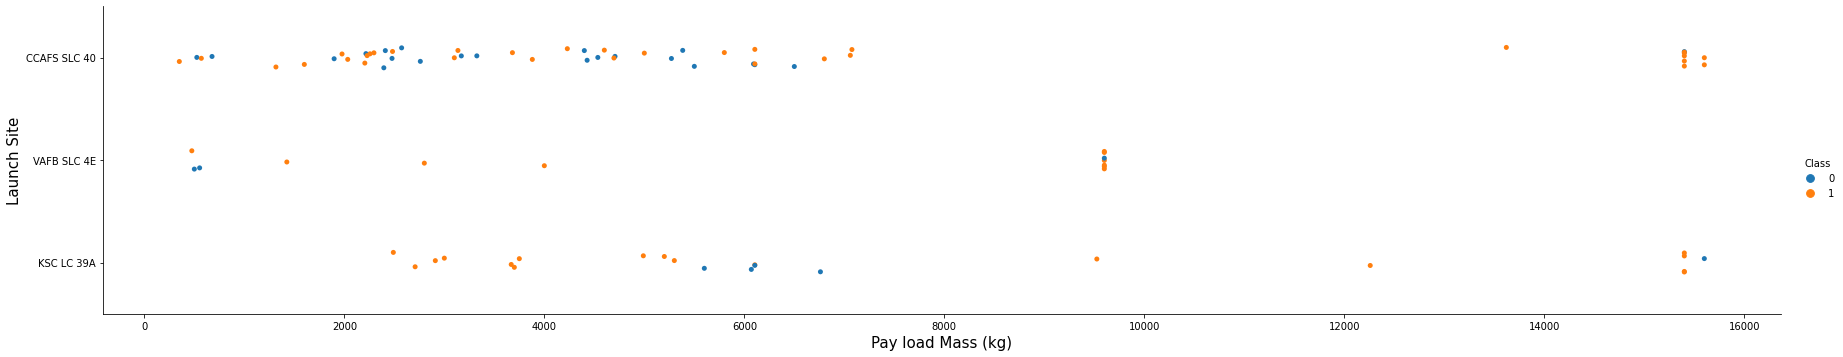 Launch Site
CCAFS SLC 40
VAFB SLC 4E
KSC LC 39A
0 2000 4000 6000 8000 10000 12000 14000 16000
Pay load Mass (kg)
Class
0
1